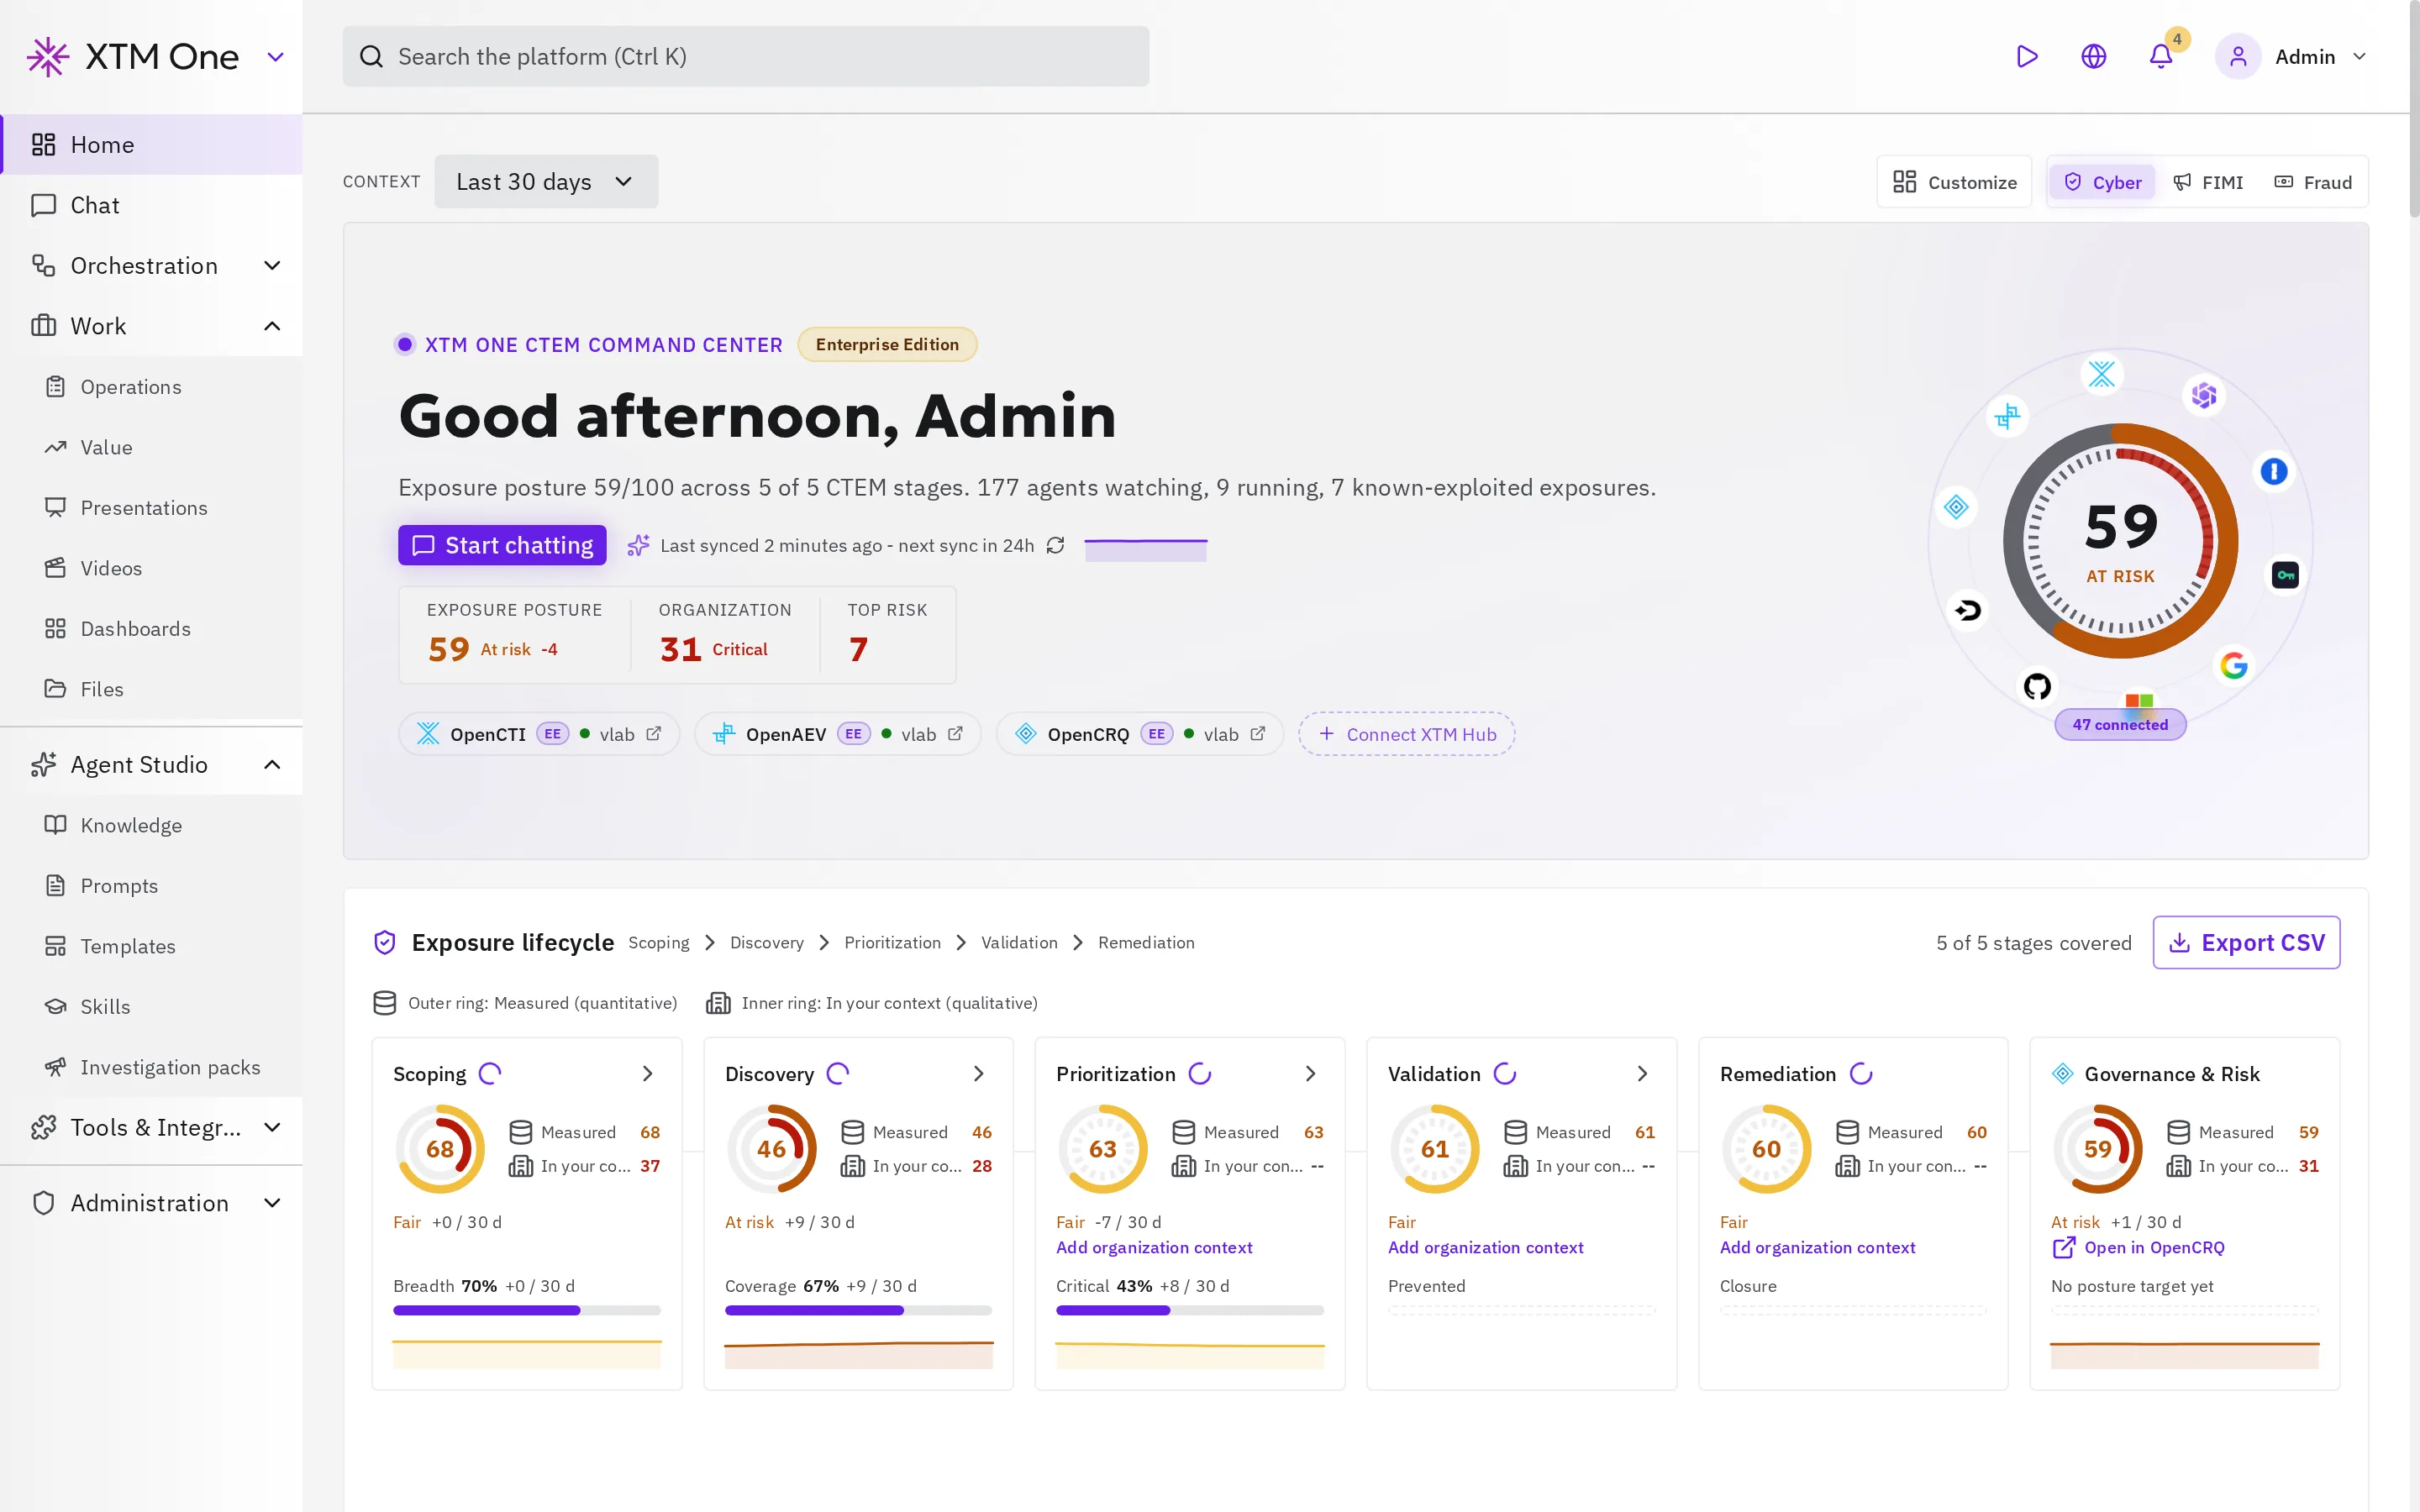 XTM One
Search the platform (Ctrl K)
4
Admin
Home
Chat
Orchestration
Work
Operations
Value
Presentations
Videos
Dashboards
Files
Agent Studio
Knowledge
Prompts
Templates
Skills
Investigation packs
Tools & Integr...
Administration
CONTEXT
Last 30 days
Customize
Cyber
FIMI
Fraud
XTM ONE CTEM COMMAND CENTER
Enterprise Edition
Good afternoon, Admin
Exposure posture 59/100 across 5 of 5 CTEM stages. 177 agents watching, 9 running, 7 known-exploited exposures.
Start chatting
Last synced 2 minutes ago - next sync in 24h
EXPOSURE POSTURE
59 At risk -4
ORGANIZATION
31 Critical
TOP RISK
7
OpenCTI EE vlab
OpenAEV EE vlab
OpenCRQ EE vlab
Connect XTM Hub
59
AT RISK
47 connected
Exposure lifecycle
Scoping
Discovery
Prioritization
Validation
Remediation
5 of 5 stages covered
Export CSV
Outer ring: Measured (quantitative)
Inner ring: In your context (qualitative)
Scoping
68
Measured 68
In your co... 37
Fair +0 / 30 d
Breadth 70% +0 / 30 d
Discovery
46
Measured 46
In your co... 28
At risk +9 / 30 d
Coverage 67% +9 / 30 d
Prioritization
63
Measured 63
In your con... --
Fair -7 / 30 d
Add organization context
Critical 43% +8 / 30 d
Validation
61
Measured 61
In your con... --
Fair
Add organization context
Prevented
Remediation
60
Measured 60
In your con... --
Fair
Add organization context
Closure
Governance & Risk
59
Measured 59
In your co... 31
At risk +1 / 30 d
Open in OpenCRQ
No posture target yet